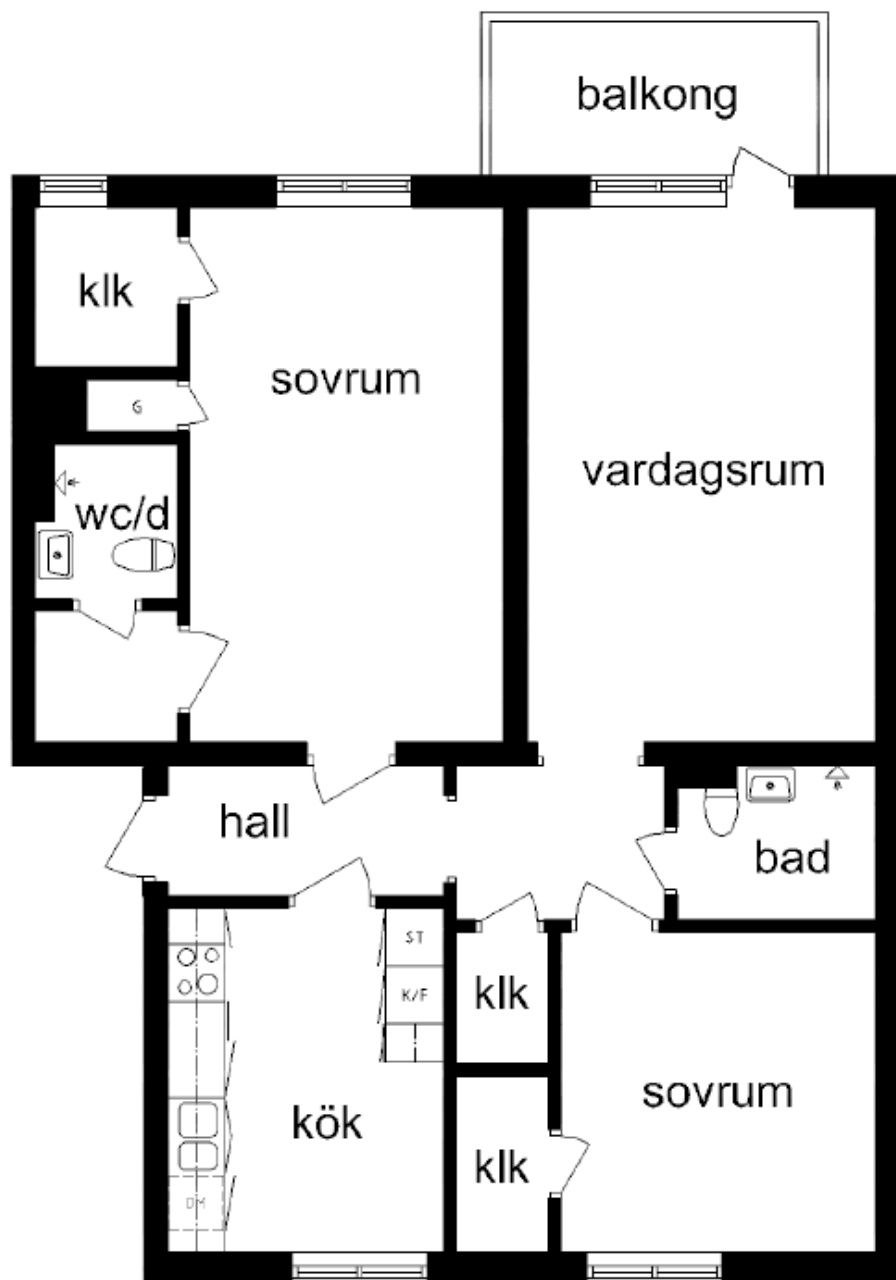 balkong
klk
sovrum
G
vardagsrum
wc/d
hall
bad
ST
K/F
klk
sovrum
kök
klk
DM